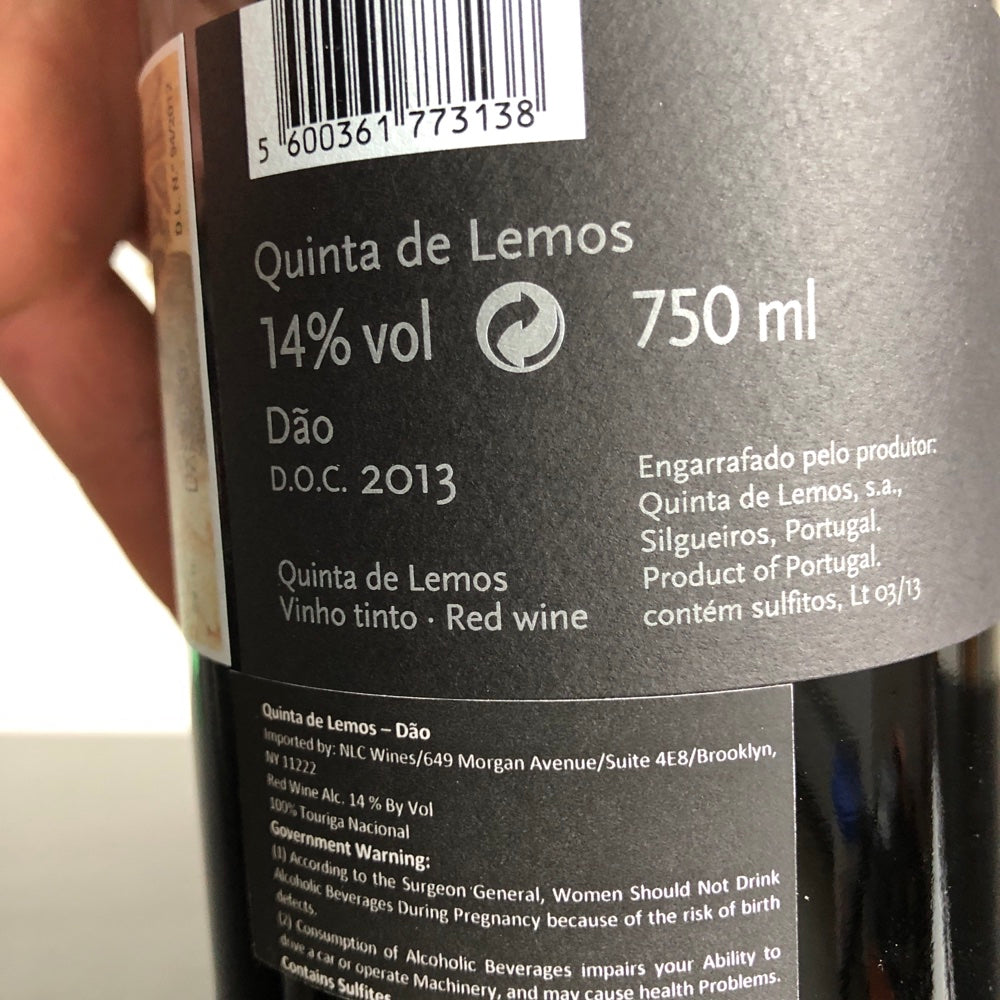 5 600361 773138
D.L. N.º 94/2012
Quinta de Lemos
14% vol
750 ml
Dão
D.O.C. 2013
Quinta de Lemos
Vinho tinto · Red wine
Engarrafado pelo produtor:
Quinta de Lemos, s.a.,
Silgueiros, Portugal.
Product of Portugal.
contém sulfitos, Lt 03/13
Quinta de Lemos – Dão
Imported by: NLC Wines/649 Morgan Avenue/Suite 4E8/Brooklyn,
NY 11222
Red Wine Alc. 14 % By Vol
100% Touriga Nacional
Government Warning:
(1) According to the Surgeon General, Women Should Not Drink
Alcoholic Beverages During Pregnancy because of the risk of birth
defects.
(2) Consumption of Alcoholic Beverages impairs your Ability to
drive a car or operate Machinery, and may cause health Problems.
Contains Sulfites